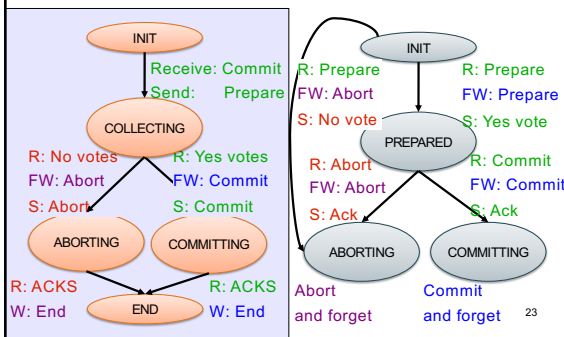 INIT
Receive: Commit
Send: Prepare
COLLECTING
R: No votes
FW: Abort
S: Abort
R: Yes votes
FW: Commit
S: Commit
ABORTING
COMMITTING
R: ACKS
W: End
R: ACKS
W: End
END
INIT
R: Prepare
FW: Abort
S: No vote
R: Prepare
FW: Prepare
S: Yes vote
PREPARED
R: Abort
FW: Abort
S: Ack
R: Commit
FW: Commit
S: Ack
ABORTING
COMMITTING
Abort
and forget
Commit
and forget
23